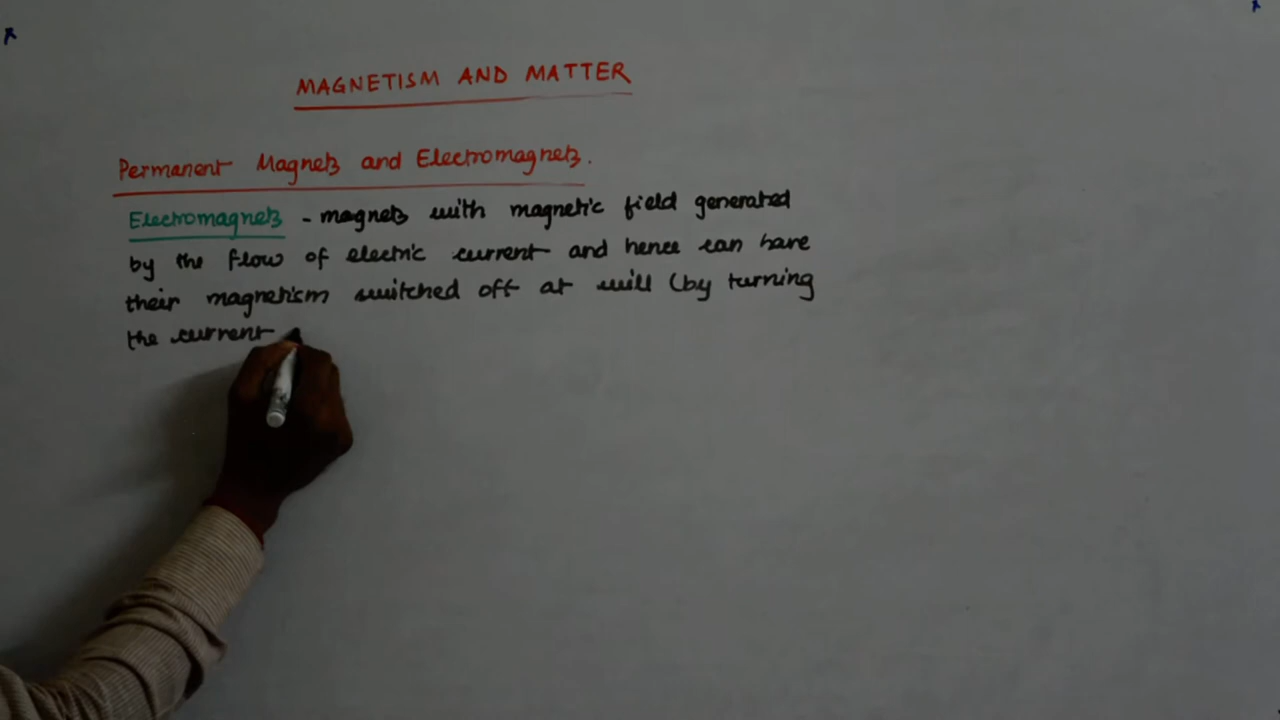 MAGNETISM AND MATTER
Permanent Magnets and Electromagnets.
Electromagnets - magnets with magnetic field generated
by the flow of electric current and hence can have
their magnetism switched off at will (by turning
the current